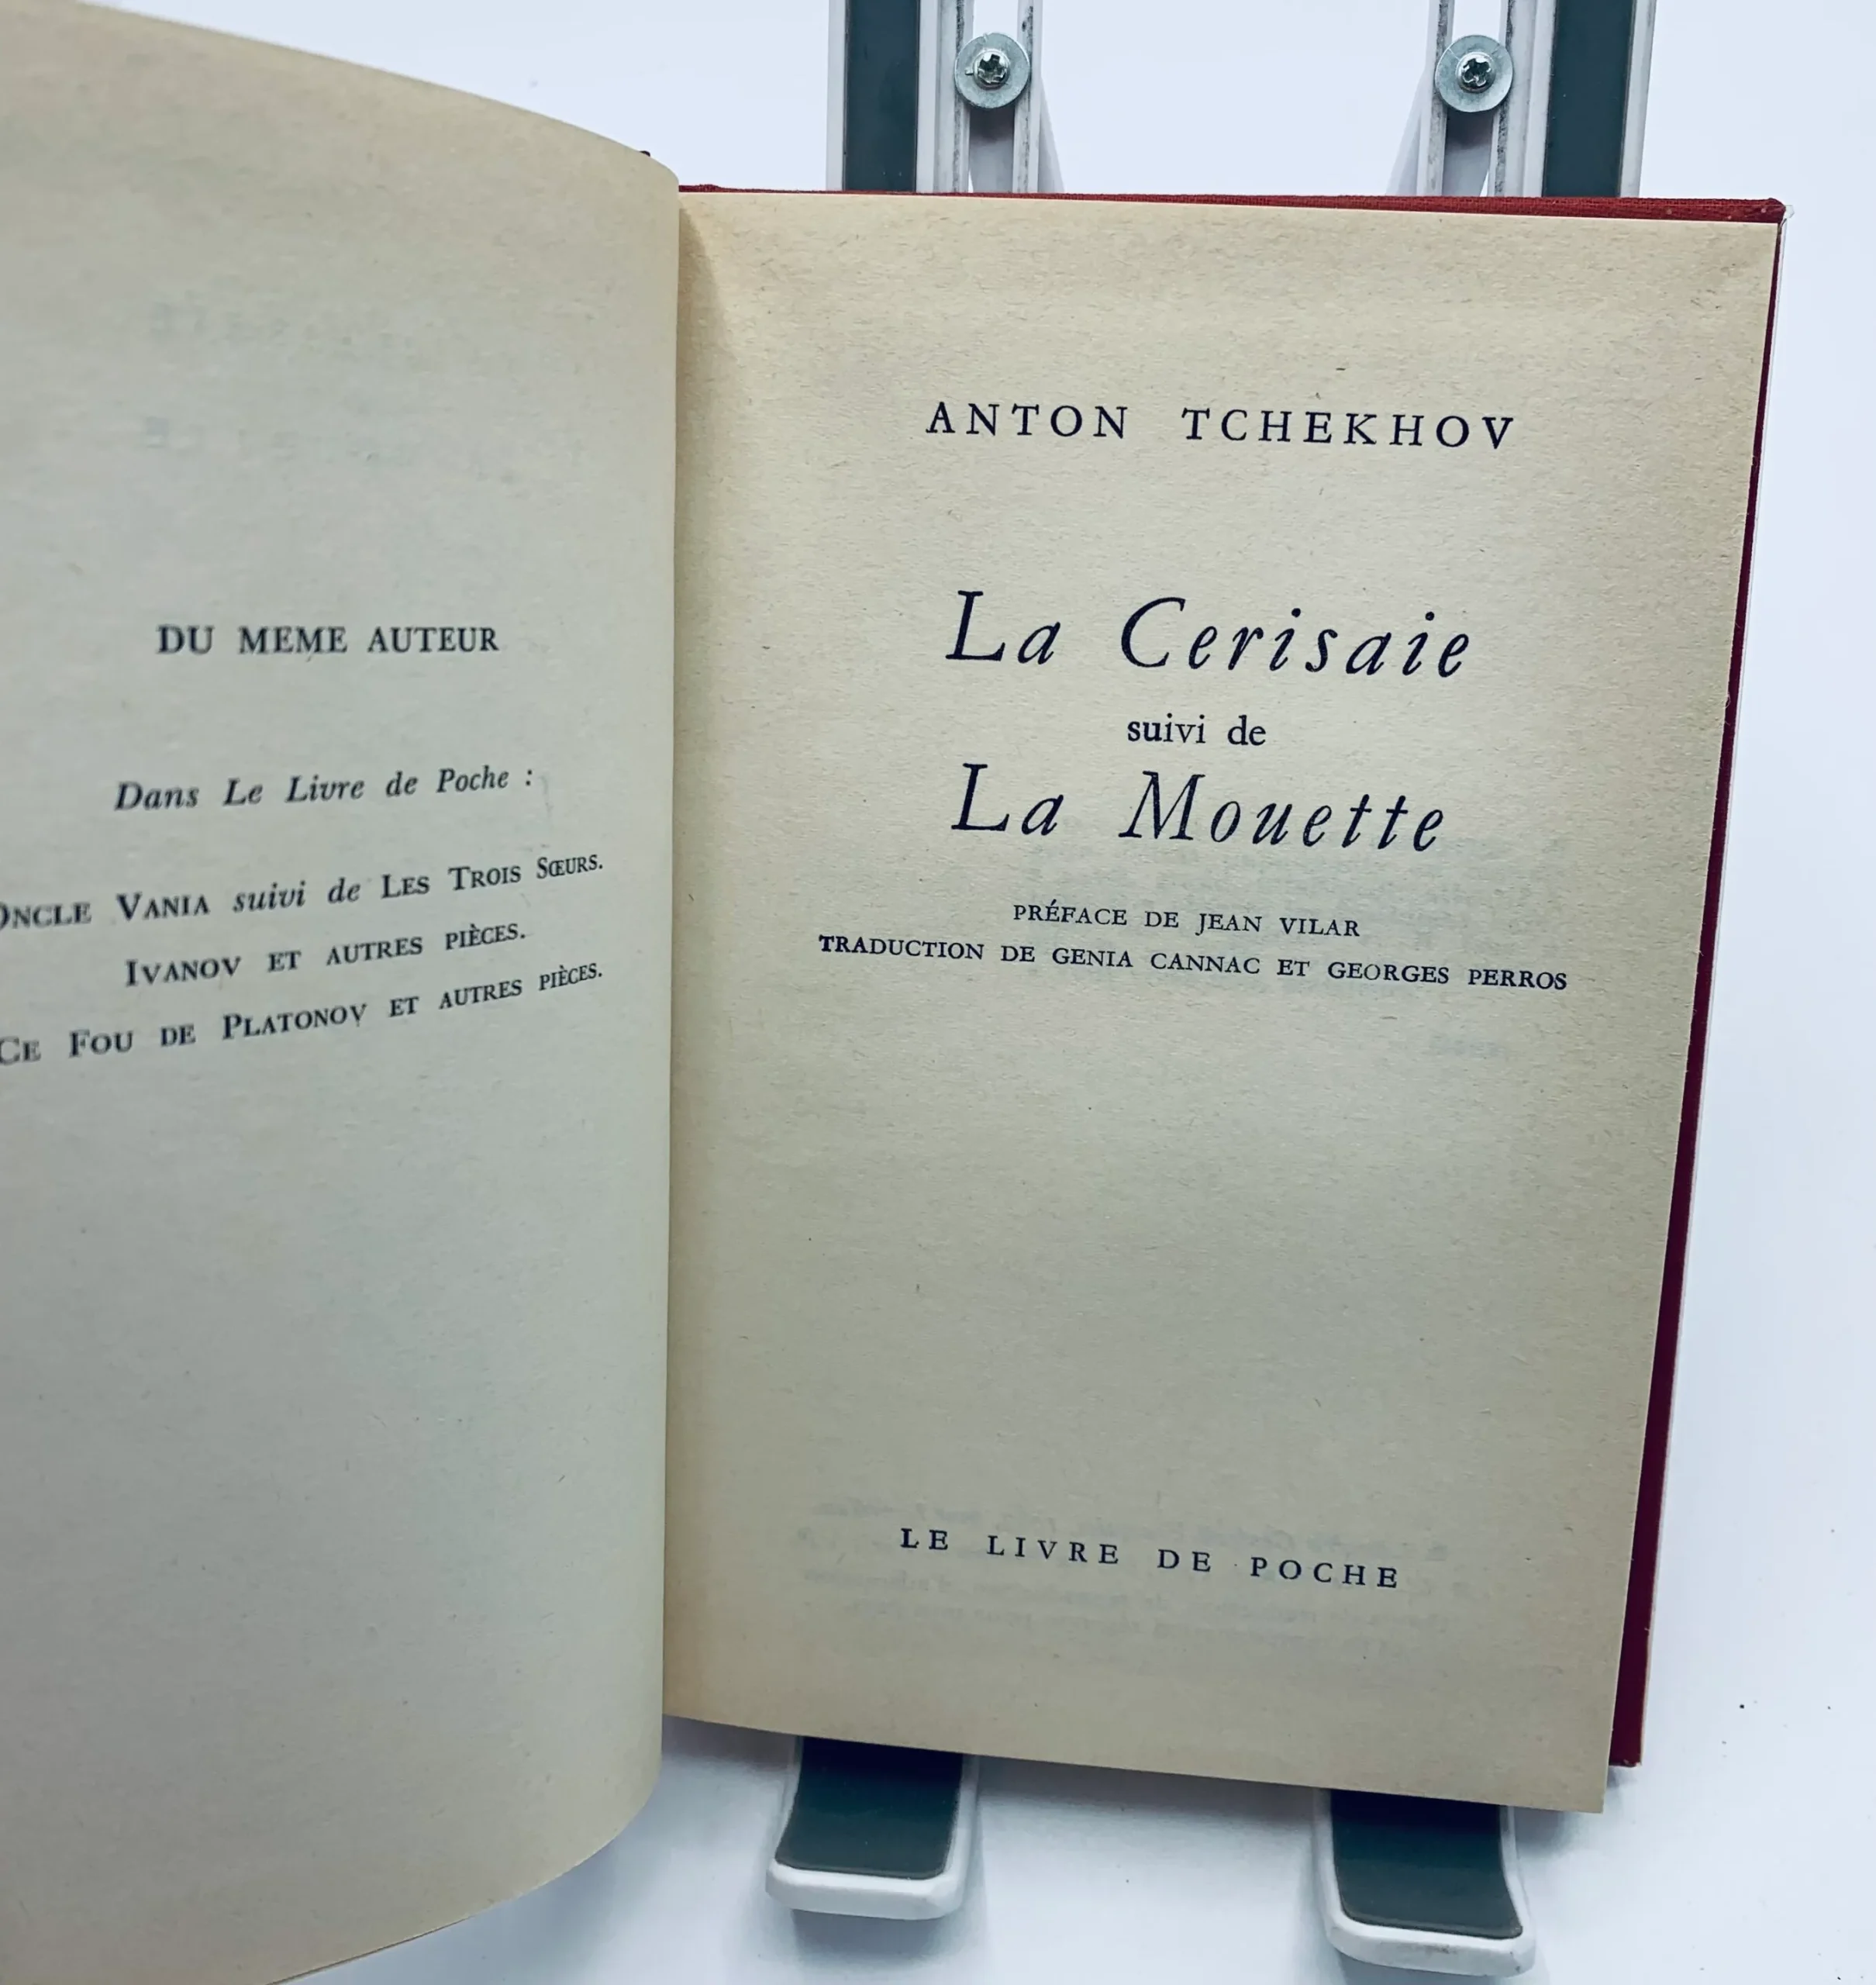 DU MEME AUTEUR
Dans Le Livre de Poche :
ONCLE VANIA suivi de LES TROIS SŒURS.
IVANOV ET AUTRES PIÈCES.
CE FOU DE PLATONOV ET AUTRES PIÈCES.
ANTON TCHEKHOV
La Cerisaie
suivi de
La Mouette
PRÉFACE DE JEAN VILAR
TRADUCTION DE GENIA CANNAC ET GEORGES PERROS
LE LIVRE DE POCHE